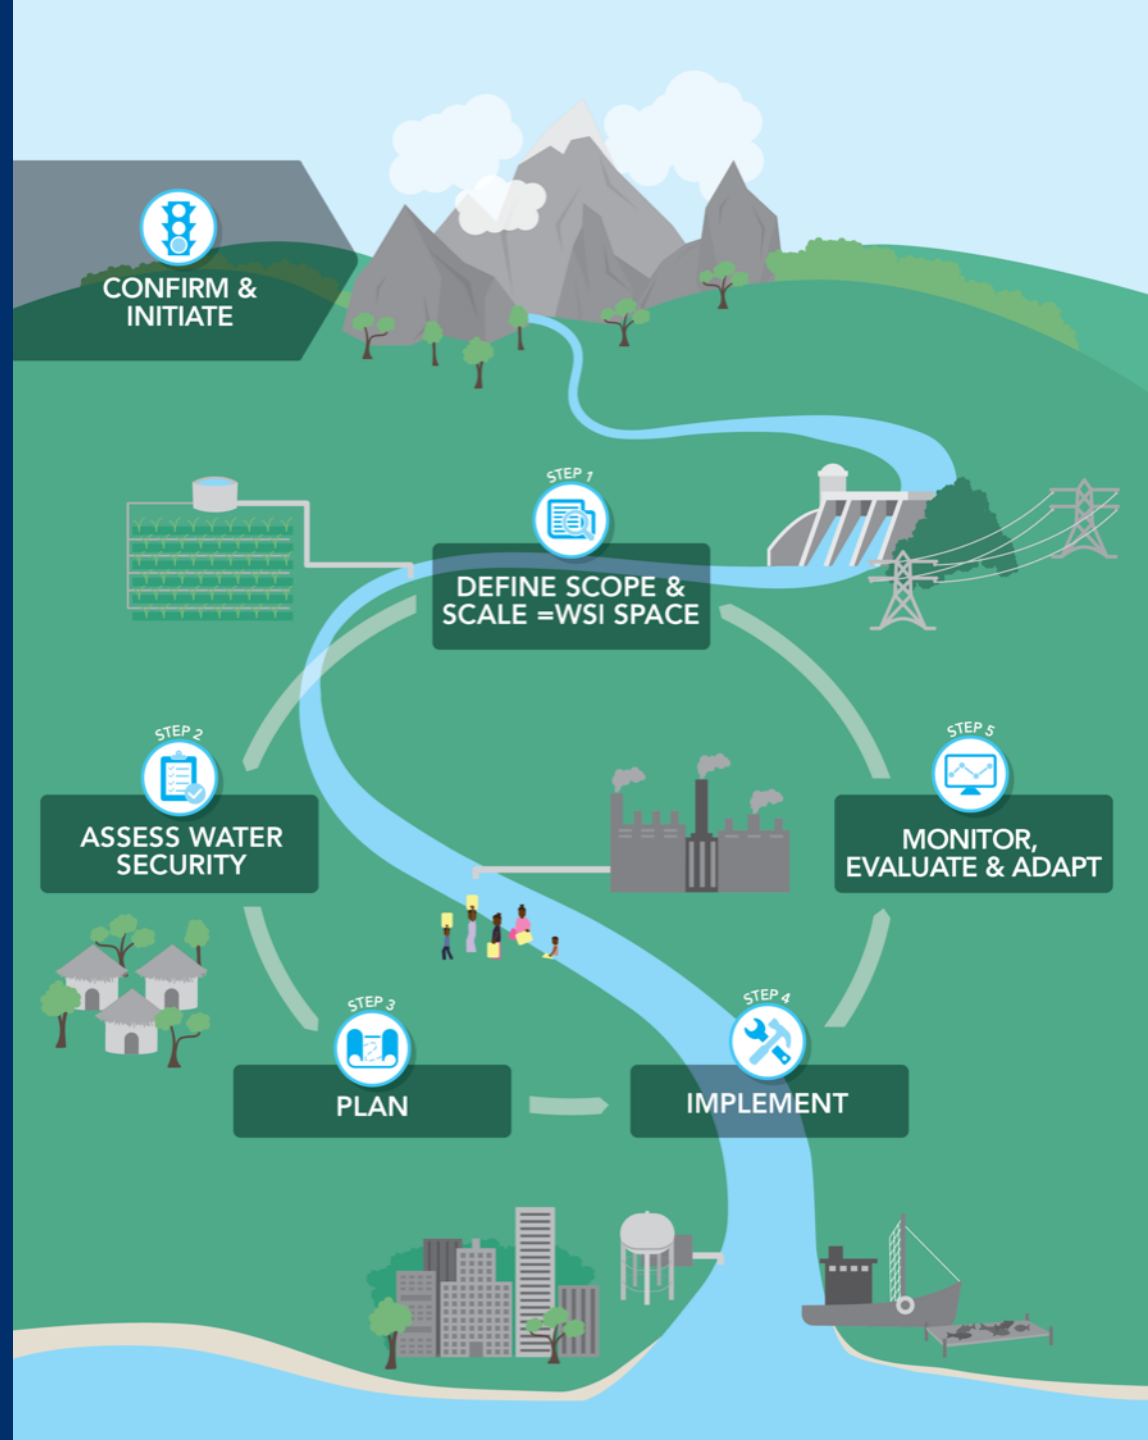 CONFIRM &
INITIATE
STEP 1
DEFINE SCOPE &
SCALE =WSI SPACE
STEP 2
ASSESS WATER
SECURITY
STEP 5
MONITOR,
EVALUATE & ADAPT
STEP 3
PLAN
STEP 4
IMPLEMENT